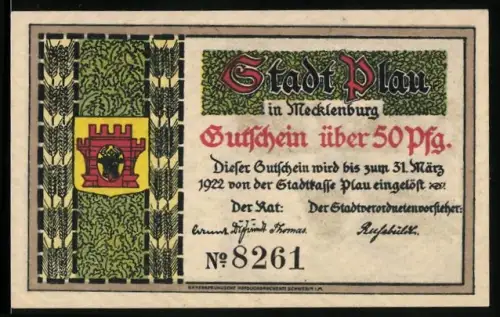 Stadt Plau
in Mecklenburg
Gutschein über 50 Pfg.
Dieser Gutschein wird bis zum 31. März
1922 von der Stadtkasse Plau eingelöst
Der Rat: Der Stadtverordnetenvorsteher:
Thomas
Nº 8261